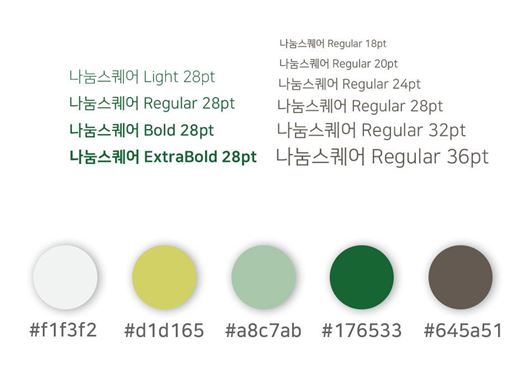 나눔스퀘어 Light 28pt
나눔스퀘어 Regular 28pt
나눔스퀘어 Bold 28pt
나눔스퀘어 ExtraBold 28pt
나눔스퀘어 Regular 18pt
나눔스퀘어 Regular 20pt
나눔스퀘어 Regular 24pt
나눔스퀘어 Regular 28pt
나눔스퀘어 Regular 32pt
나눔스퀘어 Regular 36pt
#f1f3f2 #d1d165 #a8c7ab #176533 #645a51